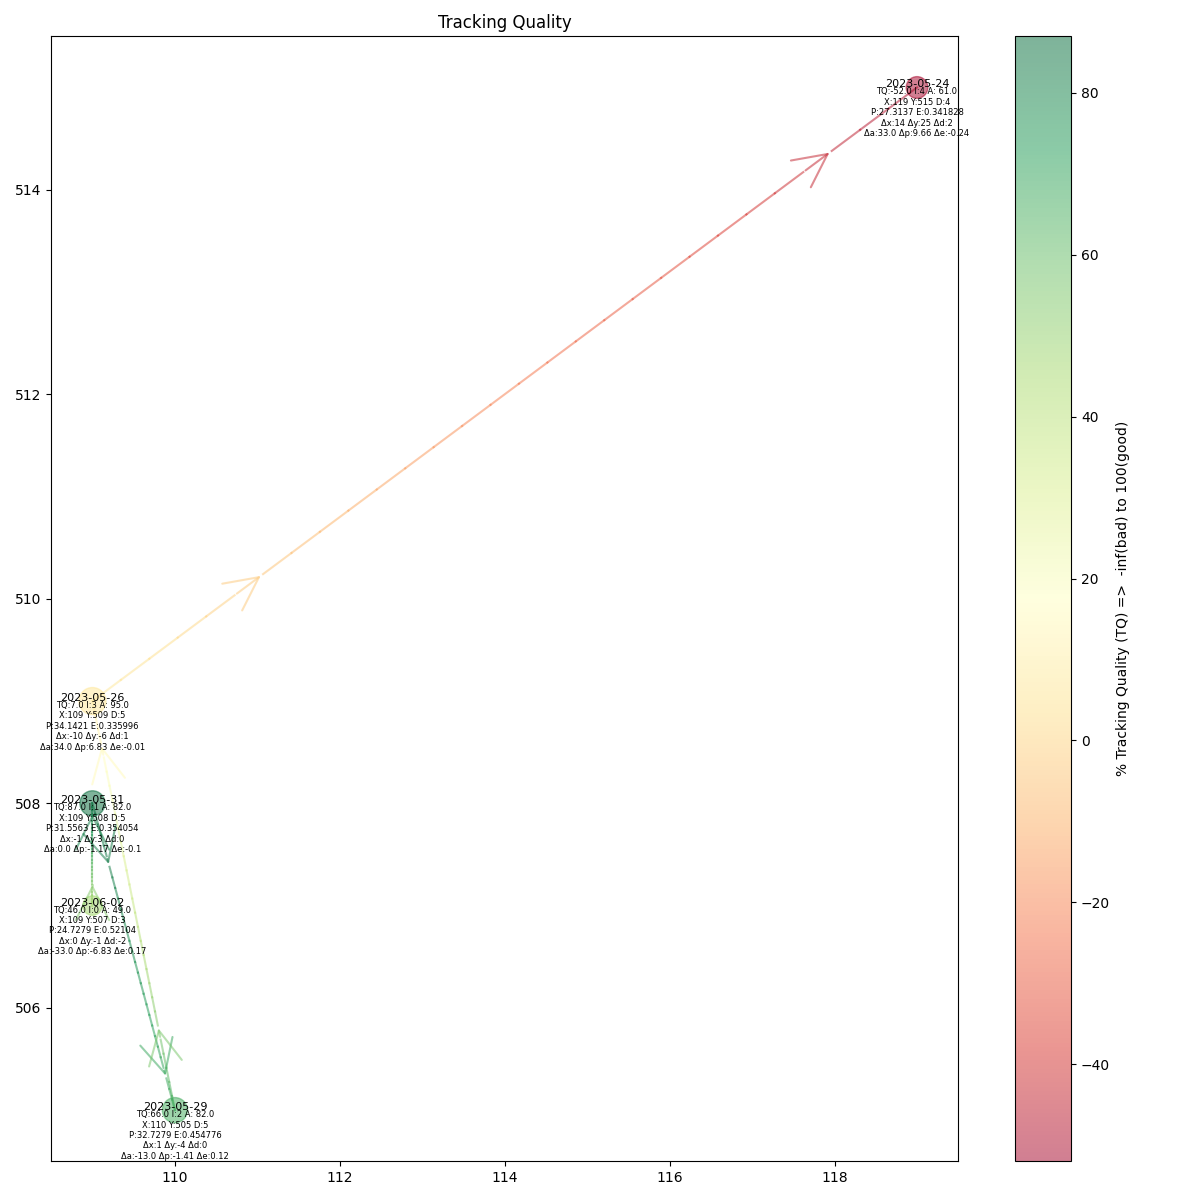 Tracking Quality
2023-05-24
TQ:-52.0 I:4 A: 61.0
X:119 Y:515 D:4
P:27.3137 E:0.341828
Δx:14 Δy:25 Δd:2
Δa:33.0 Δp:9.66 Δe:-0.24
2023-05-26
TQ:7.0 I:3 A: 95.0
X:109 Y:509 D:5
P:34.1421 E:0.335996
Δx:-10 Δy:-6 Δd:1
Δa:34.0 Δp:6.83 Δe:-0.01
2023-05-31
TQ:87.0 I:1 A: 82.0
X:109 Y:508 D:5
P:31.5563 E:0.354054
Δx:-1 Δy:3 Δd:0
Δa:0.0 Δp:-1.17 Δe:-0.1
2023-06-02
TQ:46.0 I:0 A: 49.0
X:109 Y:507 D:3
P:24.7279 E:0.52104
Δx:0 Δy:-1 Δd:-2
Δa:-33.0 Δp:-6.83 Δe:0.17
2023-05-29
TQ:66.0 I:2 A: 82.0
X:110 Y:505 D:5
P:32.7279 E:0.454776
Δx:1 Δy:-4 Δd:0
Δa:-13.0 Δp:-1.41 Δe:0.12
514
512
510
508
506
110
112
114
116
118
80
60
40
20
0
−20
−40
% Tracking Quality (TQ) =>  -inf(bad) to 100(good)